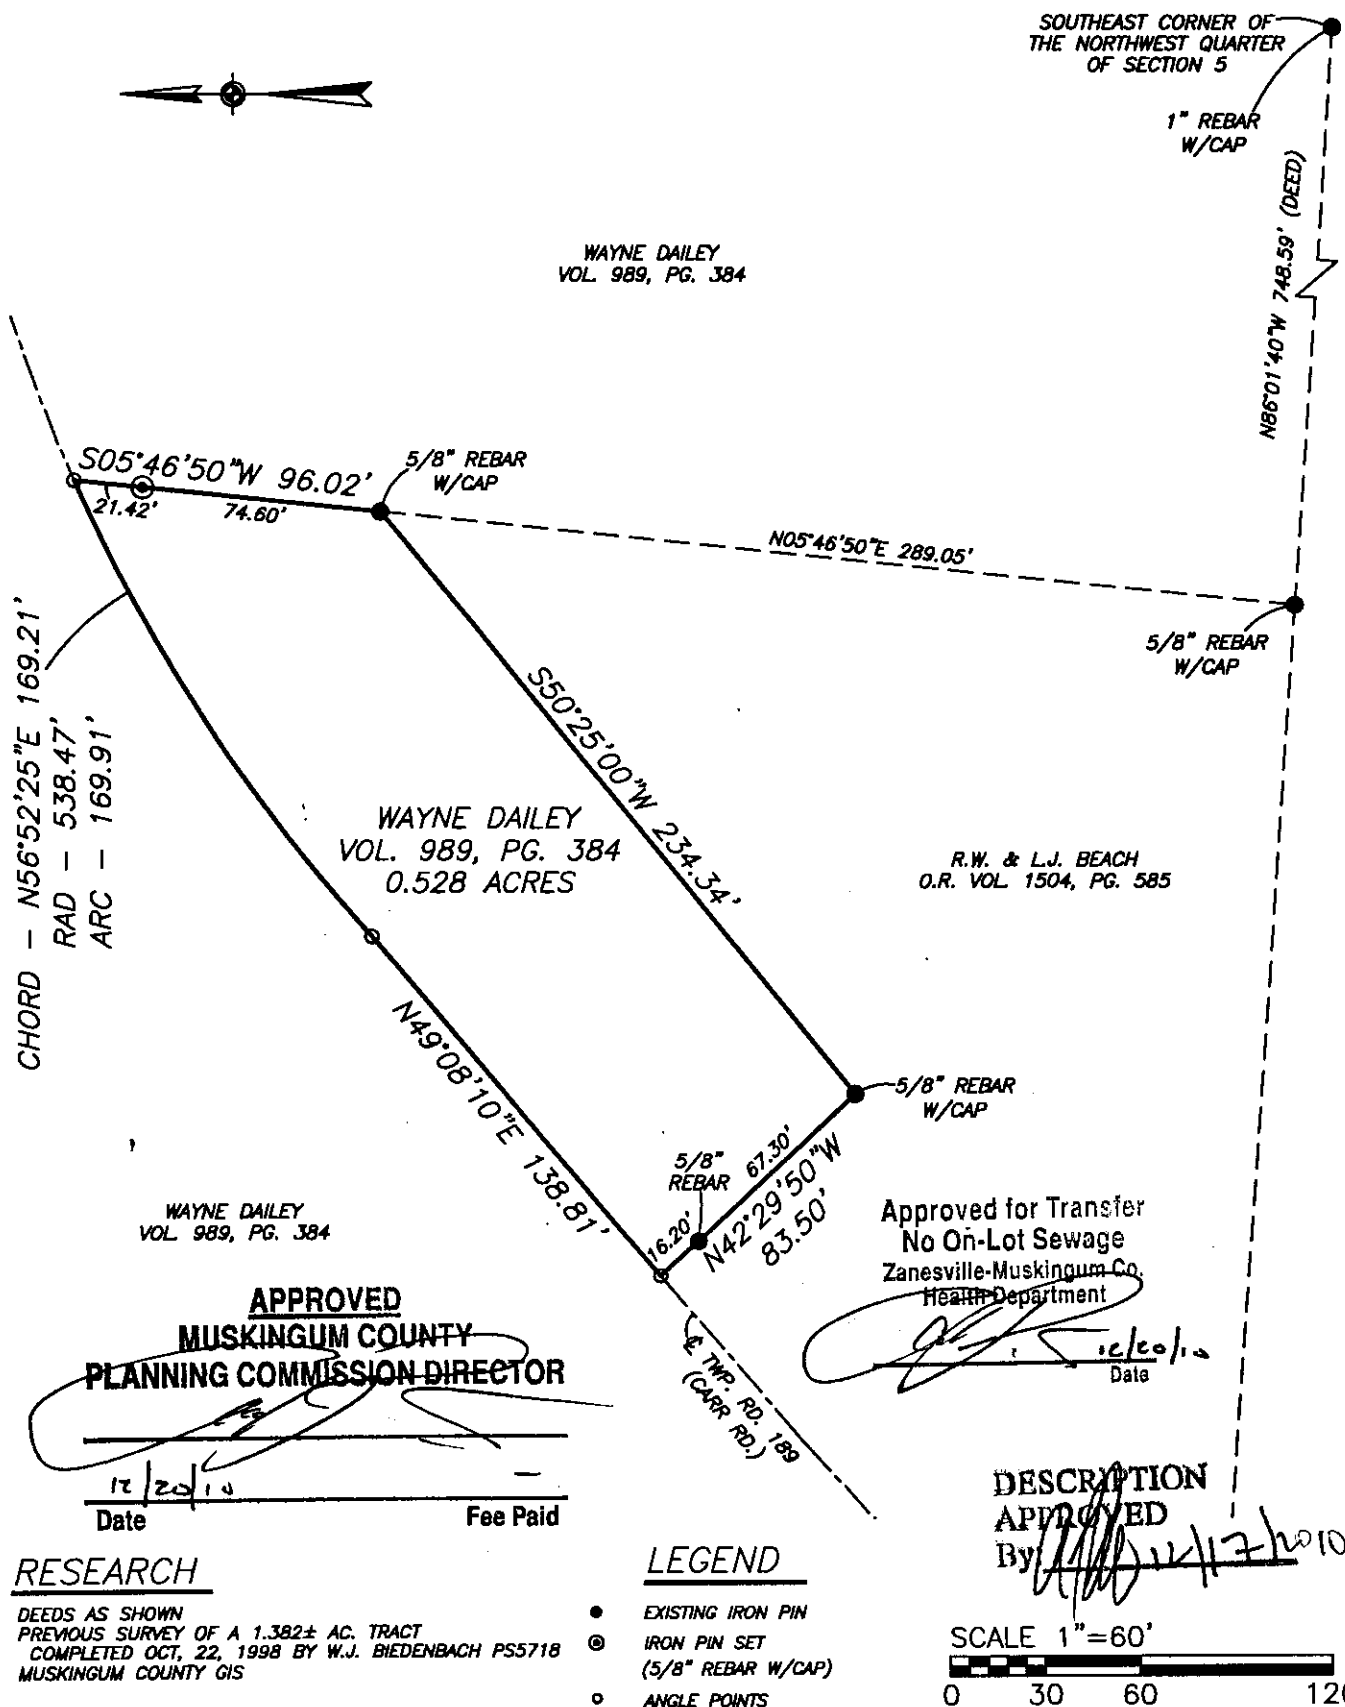 SOUTHEAST CORNER OF
THE NORTHWEST QUARTER
OF SECTION 5
1" REBAR
W/CAP
N86°01'40"W 748.59' (DEED)
WAYNE DAILEY
VOL. 989, PG. 384
S05°46'50"W 96.02'
21.42'
74.60'
5/8" REBAR
W/CAP
N05°46'50"E 289.05'
5/8" REBAR
W/CAP
CHORD - N56°52'25"E 169.21'
RAD - 538.47'
ARC - 169.91'
S50°25'00"W 234.34'
WAYNE DAILEY
VOL. 989, PG. 384
0.528 ACRES
R.W. & L.J. BEACH
O.R. VOL. 1504, PG. 585
N49°08'10"E 138.81'
5/8" REBAR
W/CAP
5/8"
REBAR
67.30'
16.20'
N42°29'50"W
83.50'
WAYNE DAILEY
VOL. 989, PG. 384
Approved for Transfer
No On-Lot Sewage
Zanesville-Muskingum Co.
Health Department
12/20/10
Date
APPROVED
MUSKINGUM COUNTY
PLANNING COMMISSION DIRECTOR
12/20/10
Date
Fee Paid
℄ TWP. RD. 189
(CARR RD.)
DESCRIPTION
APPROVED
By
12/17/2010
RESEARCH
DEEDS AS SHOWN
PREVIOUS SURVEY OF A 1.382± AC. TRACT
COMPLETED OCT, 22, 1998 BY W.J. BIEDENBACH PS5718
MUSKINGUM COUNTY GIS
LEGEND
EXISTING IRON PIN
IRON PIN SET
(5/8" REBAR W/CAP)
ANGLE POINTS
SCALE 1"=60'
0 30 60